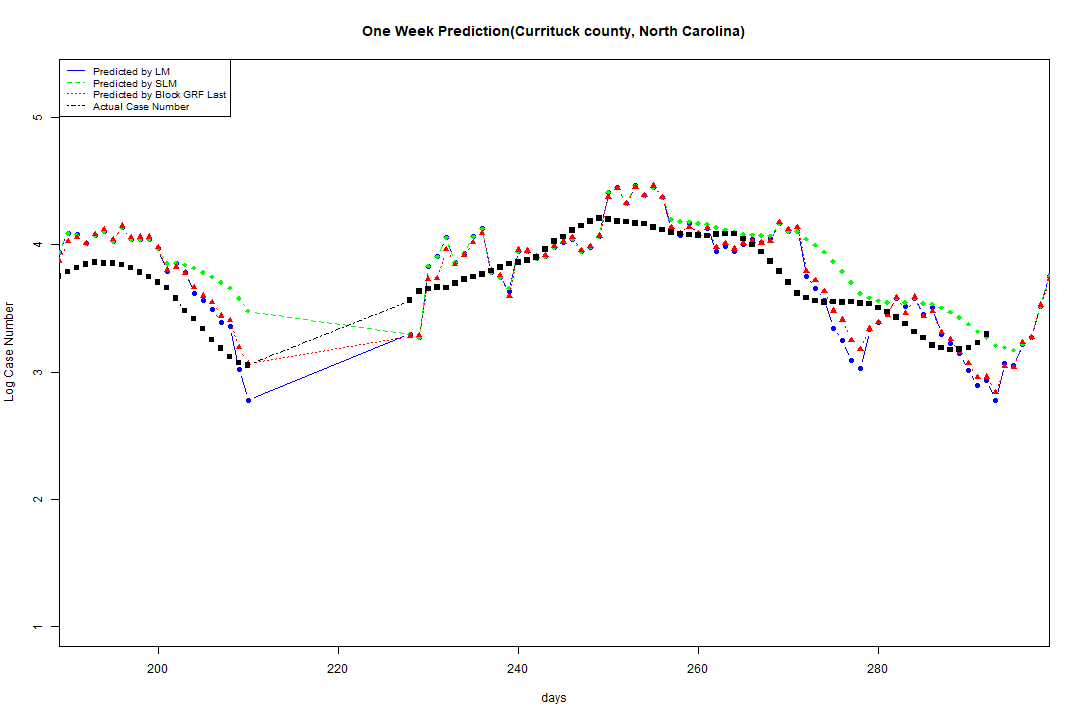 One Week Prediction(Currituck county, North Carolina)
Predicted by LM
Predicted by SLM
Predicted by Block GRF Last
Actual Case Number
5
4
3
2
1
Log Case Number
200 220 240 260 280
days